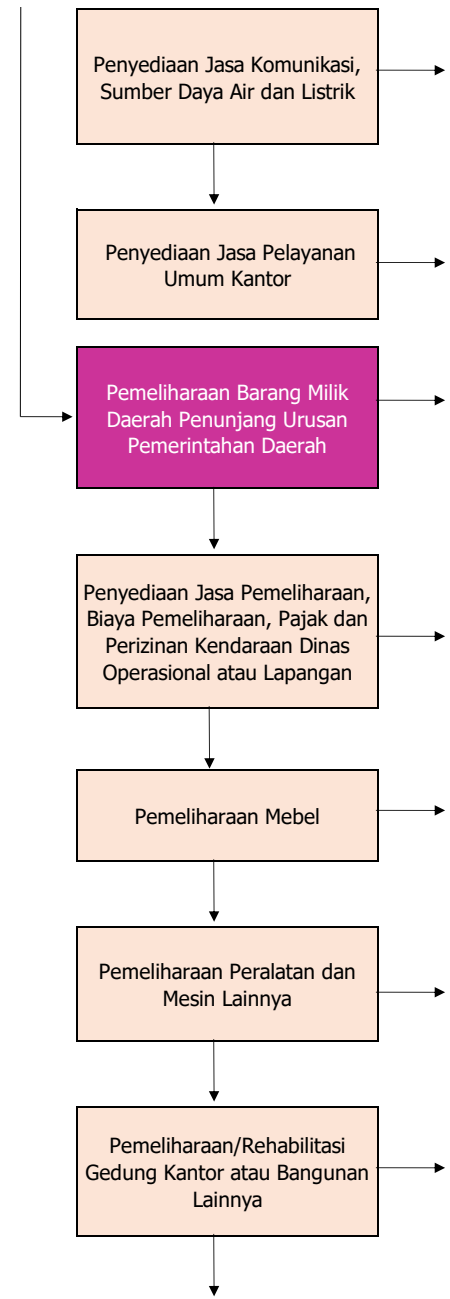 Penyediaan Jasa Komunikasi,
Sumber Daya Air dan Listrik
Penyediaan Jasa Pelayanan
Umum Kantor
Pemeliharaan Barang Milik
Daerah Penunjang Urusan
Pemerintahan Daerah
Penyediaan Jasa Pemeliharaan,
Biaya Pemeliharaan, Pajak dan
Perizinan Kendaraan Dinas
Operasional atau Lapangan
Pemeliharaan Mebel
Pemeliharaan Peralatan dan
Mesin Lainnya
Pemeliharaan/Rehabilitasi
Gedung Kantor atau Bangunan
Lainnya